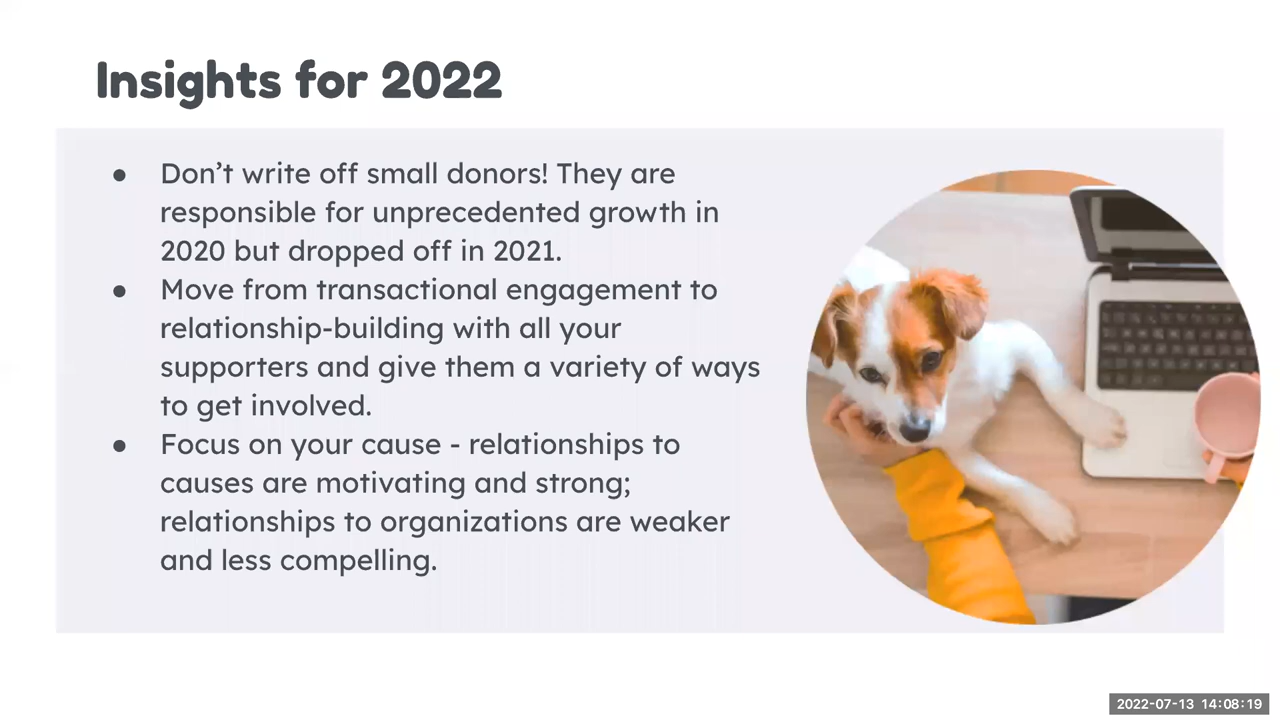 Insights for 2022
● Don’t write off small donors! They are
responsible for unprecedented growth in
2020 but dropped off in 2021.
● Move from transactional engagement to
relationship-building with all your
supporters and give them a variety of ways
to get involved.
● Focus on your cause - relationships to
causes are motivating and strong;
relationships to organizations are weaker
and less compelling.
2022-07-13 14:08:19